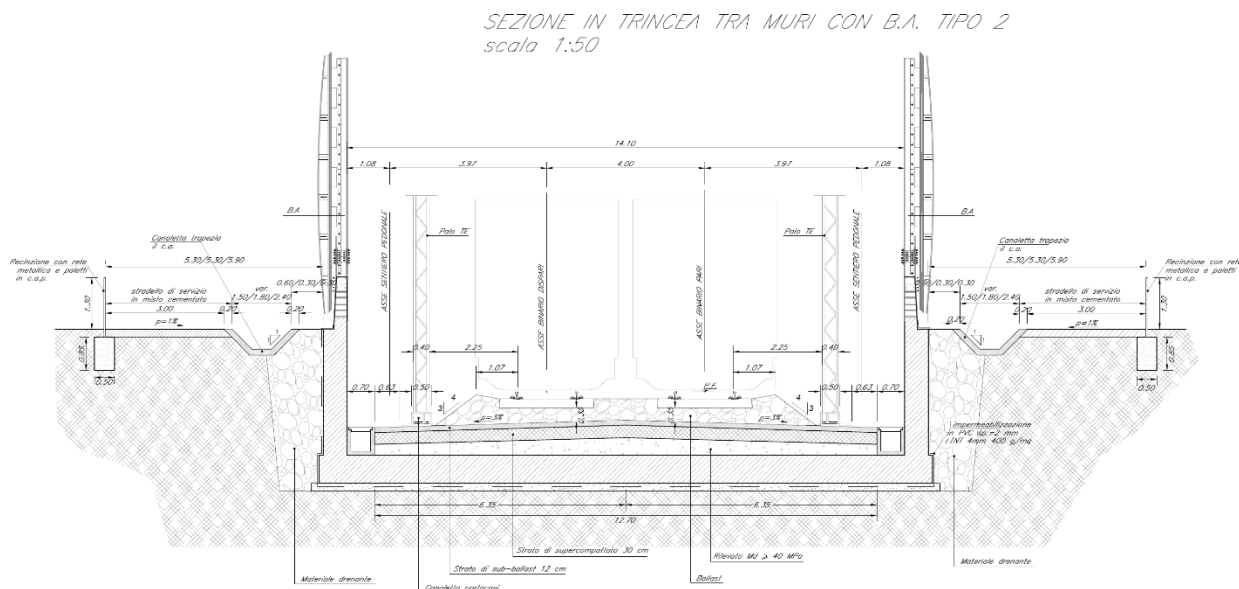 SEZIONE IN TRINCEA TRA MURI CON B.A. TIPO 2
scala 1:50
14.10
1.08
3.97
4.00
3.97
1.08
B.A
B.A
Palo TE
Palo TE
ASSE SENTIERO PEDONALE
ASSE BINARIO DISPARI
ASSE BINARIO PARI
ASSE SENTIERO PEDONALE
Canaletta trapezia
il c.a.
Canaletta trapezia
il c.a.
5.30/5.30/5.90
5.30/5.30/5.90
Recinzione con rete
metallica e paletti
in c.a.p.
Recinzione con rete
metallica e paletti
in c.a.p.
var.
var.
1.50/1.80/2.40
1.50/1.80/2.40
stradello di servizio
in misto cementato
stradello di servizio
in misto cementato
3.00
0.20
0.20
0.20
3.00
1.30
1.30
p=1%
p=1%
0.85
0.50
0.85
0.50
0.40
2.25
2.25
0.40
1.07
1.07
0.70
0.63
0.50
0.50
0.63
0.70
P.F.
4
3
4
3
p=3%
p=3%
0.35
Impermeabilizzazione
in PVC sp.=2 mm
400 g/mq
6.35
6.35
12.70
Strato di supercompattato 30 cm
Rilevato Md ≥ 40 MPa
Strato di sub-ballast 12 cm
Ballast
Materiale drenante
Materiale drenante